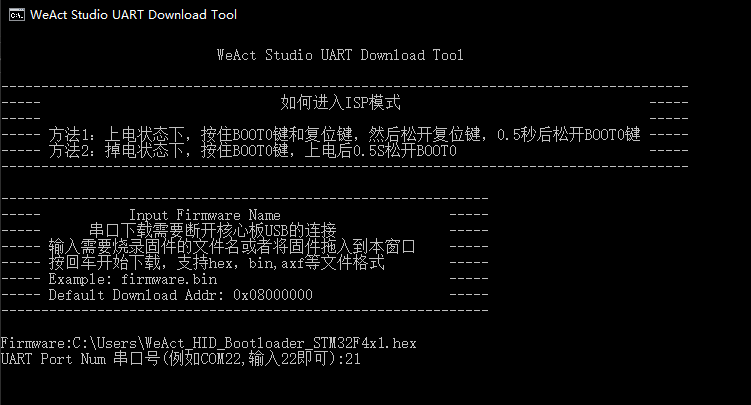 WeAct Studio UART Download Tool
WeAct Studio UART Download Tool
--------------------------------------------------------------------------------------
----- 如何进入ISP模式 -----
----- -----
----- 方法1：上电状态下，按住BOOT0键和复位键，然后松开复位键，0.5秒后松开BOOT0键 -----
----- 方法2：掉电状态下，按住BOOT0键，上电后0.5S松开BOOT0 -----
--------------------------------------------------------------------------------------
-------------------------------------------------------------
----- Input Firmware Name -----
----- 串口下载需要断开核心板USB的连接 -----
----- 输入需要烧录固件的文件名或者将固件拖入到本窗口 -----
----- 按回车开始下载，支持hex，bin,axf等文件格式 -----
----- Example: firmware.bin -----
----- Default Download Addr: 0x08000000 -----
-------------------------------------------------------------
Firmware:C:\Users\WeAct_HID_Bootloader_STM32F4x1.hex
UART Port Num 串口号(例如COM22,输入22即可):21